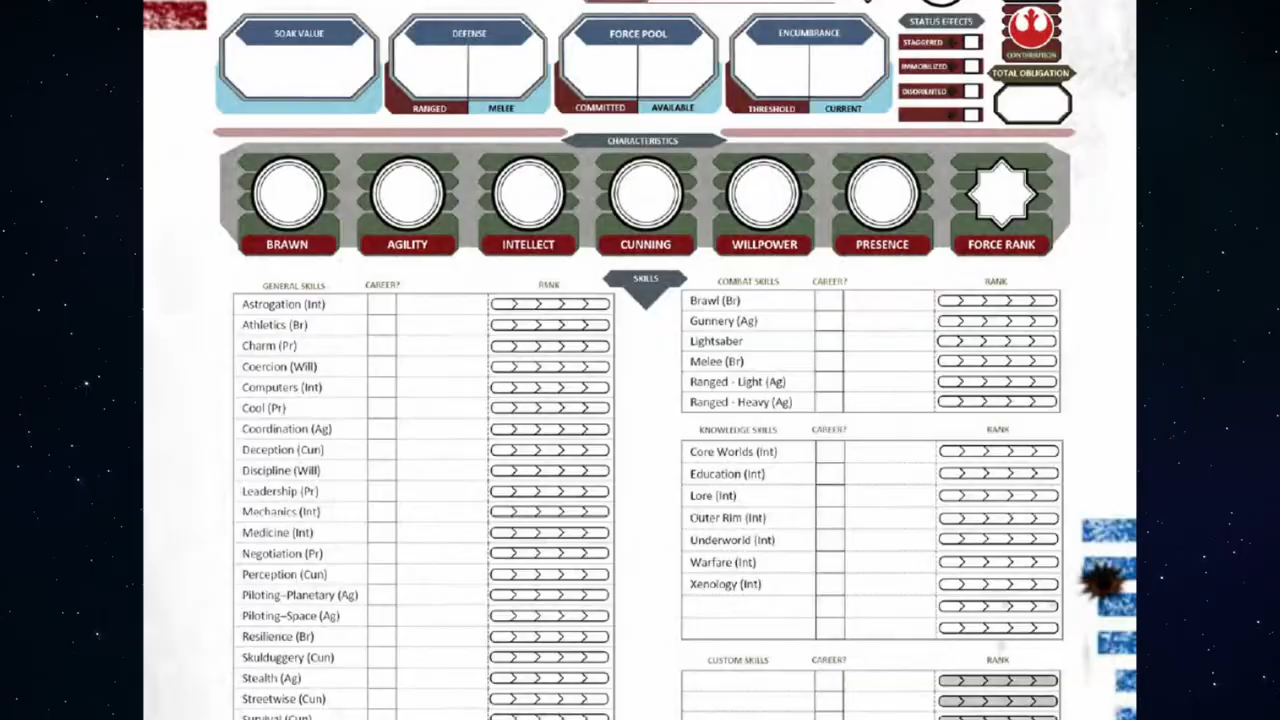 SOAK VALUE
DEFENSE
RANGED
MELEE
FORCE POOL
COMMITTED
AVAILABLE
ENCUMBRANCE
THRESHOLD
CURRENT
STATUS EFFECTS
STAGGERED
IMMOBILIZED
DISORIENTED
CONTRIBUTION
TOTAL OBLIGATION
CHARACTERISTICS
BRAWN
AGILITY
INTELLECT
CUNNING
WILLPOWER
PRESENCE
FORCE RANK
SKILLS
GENERAL SKILLS CAREER? RANK
Astrogation (Int)
Athletics (Br)
Charm (Pr)
Coercion (Will)
Computers (Int)
Cool (Pr)
Coordination (Ag)
Deception (Cun)
Discipline (Will)
Leadership (Pr)
Mechanics (Int)
Medicine (Int)
Negotiation (Pr)
Perception (Cun)
Piloting–Planetary (Ag)
Piloting–Space (Ag)
Resilience (Br)
Skulduggery (Cun)
Stealth (Ag)
Streetwise (Cun)
Survival (Cun)
COMBAT SKILLS CAREER? RANK
Brawl (Br)
Gunnery (Ag)
Lightsaber
Melee (Br)
Ranged - Light (Ag)
Ranged - Heavy (Ag)
KNOWLEDGE SKILLS CAREER? RANK
Core Worlds (Int)
Education (Int)
Lore (Int)
Outer Rim (Int)
Underworld (Int)
Warfare (Int)
Xenology (Int)
CUSTOM SKILLS CAREER? RANK